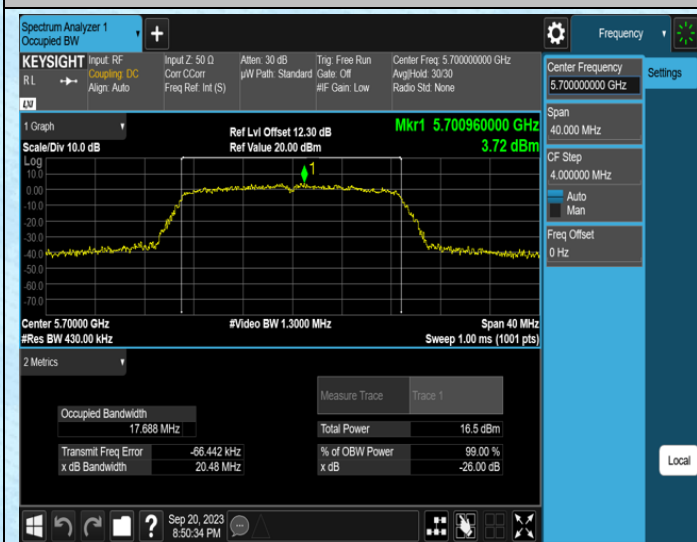 Spectrum Analyzer 1
Occupied BW
Frequency
KEYSIGHT
R L
LXI
Input: RF
Coupling: DC
Align: Auto
Input Z: 50 Ω
Corr CCorr
Freq Ref: Int (S)
Atten: 30 dB
µW Path: Standard
Trig: Free Run
Gate: Off
#IF Gain: Low
Center Freq: 5.700000000 GHz
Avg|Hold: 30/30
Radio Std: None
Center Frequency
5.700000000 GHz
Settings
Span
40.000 MHz
CF Step
4.000000 MHz
Auto
Man
Freq Offset
0 Hz
Local
1 Graph
Scale/Div 10.0 dB
Ref Lvl Offset 12.30 dB
Ref Value 20.00 dBm
Mkr1 5.700960000 GHz
3.72 dBm
Log
1
10.0
0.00
-10.0
-20.0
-30.0
-40.0
-50.0
-60.0
-70.0
Center 5.70000 GHz
#Res BW 430.00 kHz
#Video BW 1.3000 MHz
Span 40 MHz
Sweep 1.00 ms (1001 pts)
2 Metrics
Measure Trace
Trace 1
Occupied Bandwidth
17.688 MHz
Total Power
16.5 dBm
Transmit Freq Error
-66.442 kHz
% of OBW Power
99.00 %
x dB Bandwidth
20.48 MHz
x dB
-26.00 dB
Sep 20, 2023
8:50:34 PM